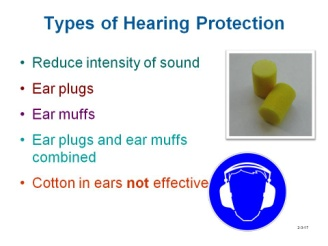 Types of Hearing Protection
• Reduce intensity of sound
• Ear plugs
• Ear muffs
• Ear plugs and ear muffs
combined
• Cotton in ears not effective